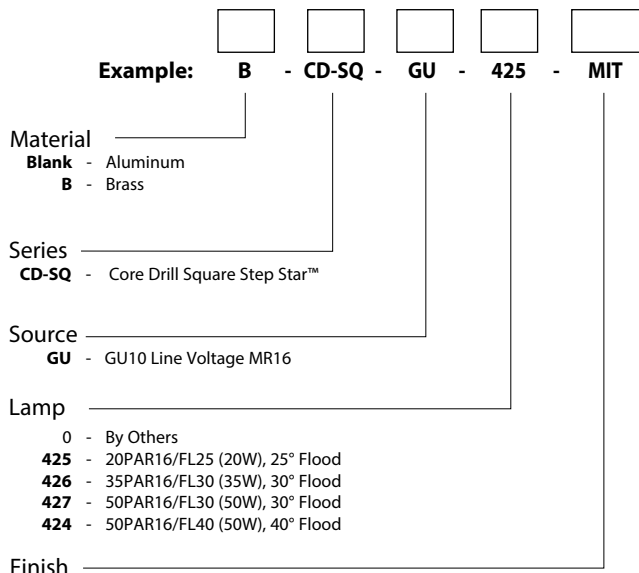 Example: B - CD-SQ - GU - 425 - MIT
Material
Blank - Aluminum
B - Brass
Series
CD-SQ - Core Drill Square Step Star™
Source
GU - GU10 Line Voltage MR16
Lamp
0 - By Others
425 - 20PAR16/FL25 (20W), 25° Flood
426 - 35PAR16/FL30 (35W), 30° Flood
427 - 50PAR16/FL30 (50W), 30° Flood
424 - 50PAR16/FL40 (50W), 40° Flood
Finish